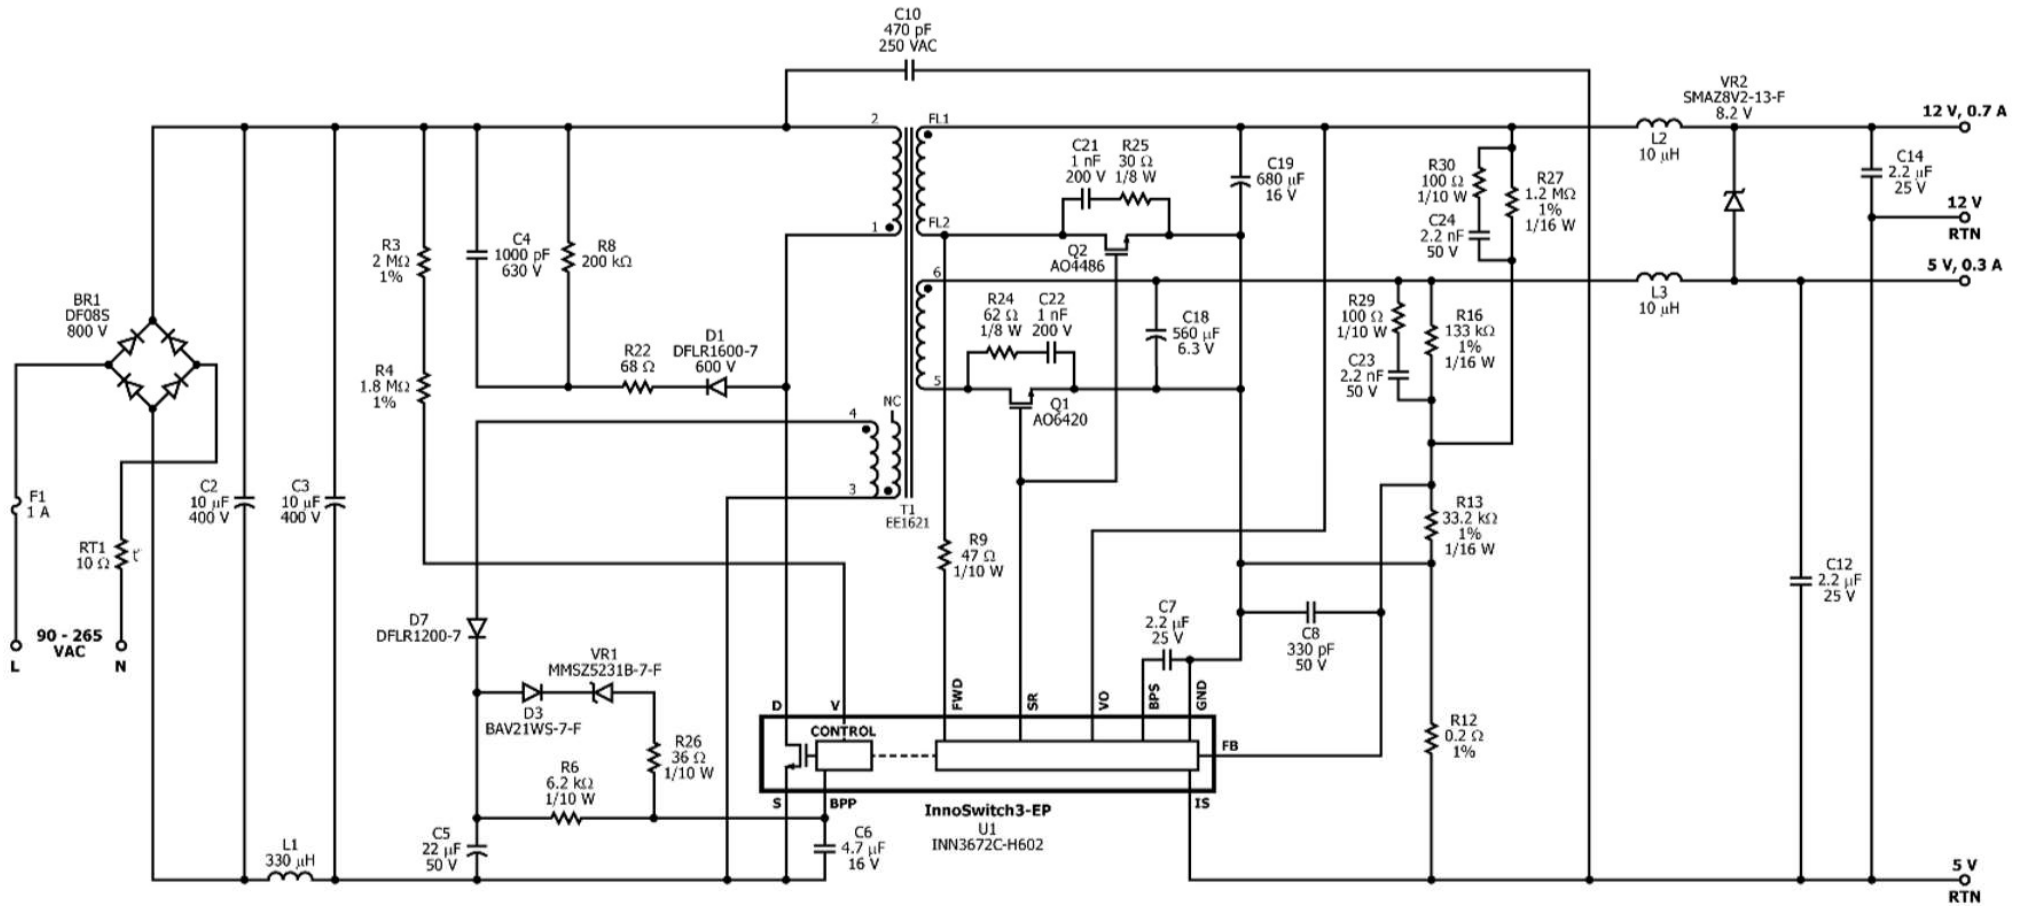 C10
470 pF
250 VAC
VR2
SMAZ8V2-13-F
8.2 V
12 V, 0.7 A
2
FL1
C21
1 nF
200 V
R25
30 Ω
1/8 W
C19
680 μF
16 V
R30
100 Ω
1/10 W
R27
1.2 MΩ
1%
1/16 W
L2
10 μH
C14
2.2 μF
25 V
12 V
RTN
C24
2.2 nF
50 V
1
FL2
Q2
AO4486
R3
2 MΩ
1%
C4
1000 pF
630 V
R8
200 kΩ
6
5 V, 0.3 A
L3
10 μH
BR1
DF08S
800 V
R24
62 Ω
1/8 W
C22
1 nF
200 V
C18
560 μF
6.3 V
R29
100 Ω
1/10 W
R16
133 kΩ
1%
1/16 W
D1
DFLR1600-7
600 V
R22
68 Ω
C23
2.2 nF
50 V
R4
1.8 MΩ
1%
5
NC
4
Q1
AO6420
F1
1 A
C2
10 μF
400 V
C3
10 μF
400 V
3
T1
EE1621
R13
33.2 kΩ
1%
1/16 W
RT1
10 Ω
t°
R9
47 Ω
1/10 W
C12
2.2 μF
25 V
90 - 265
VAC
L
N
D7
DFLR1200-7
C7
2.2 μF
25 V
C8
330 pF
50 V
VR1
MMSZ5231B-7-F
D3
BAV21WS-7-F
D
V
FWD
SR
VO
BPS
GND
CONTROL
FB
R26
36 Ω
1/10 W
R12
0.2 Ω
1%
R6
6.2 kΩ
1/10 W
S
BPP
IS
InnoSwitch3-EP
U1
INN3672C-H602
L1
330 μH
C5
22 μF
50 V
C6
4.7 μF
16 V
5 V
RTN